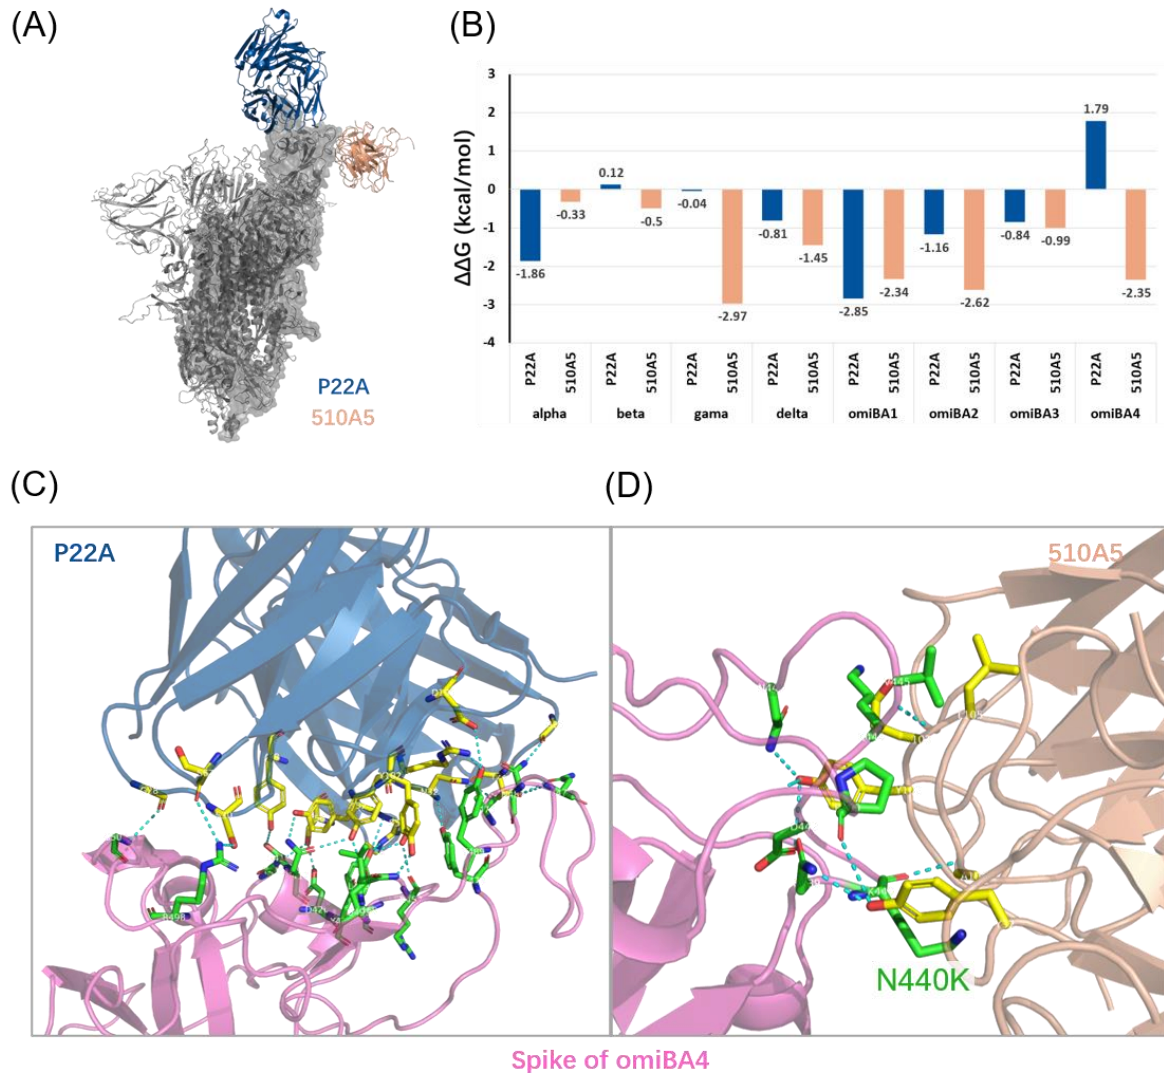 (A)
P22A
510A5
(B)
ΔΔG (kcal/mol)
3
2
1
0
-1
-2
-3
-4
-1.86
-0.33
0.12
-0.5
-0.04
-2.97
-0.81
-1.45
-2.85
-2.34
-1.16
-2.62
-0.84
-0.99
1.79
-2.35
P22A 510A5 P22A 510A5 P22A 510A5 P22A 510A5 P22A 510A5 P22A 510A5 P22A 510A5 P22A 510A5
alpha beta gama delta omiBA1 omiBA2 omiBA3 omiBA4
(C)
P22A
R498
(D)
510A5
V445
N440K
Spike of omiBA4